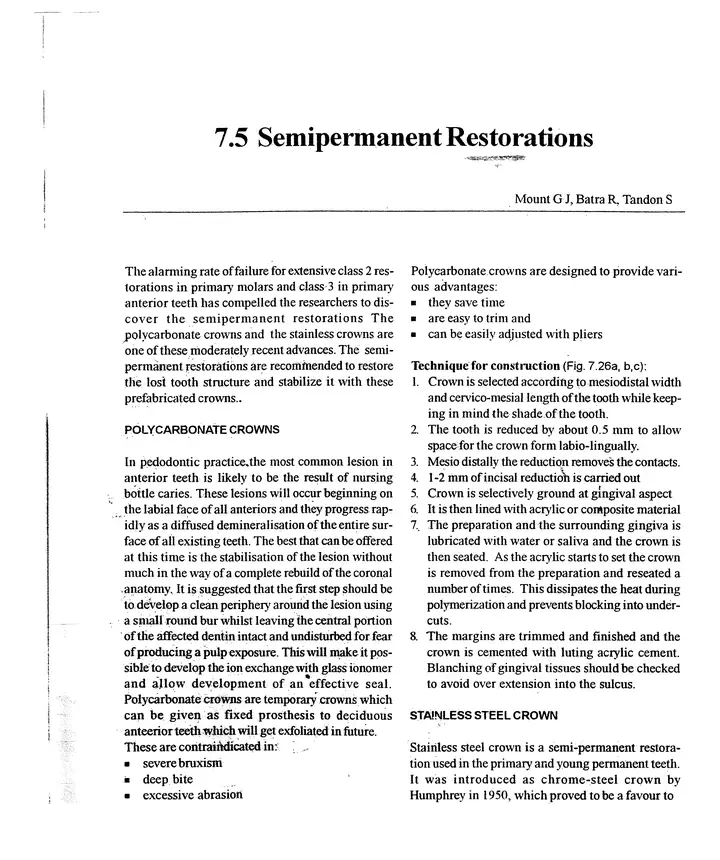 7.5 Semipermanent Restorations
Mount G J, Batra R, Tandon S
The alarming rate of failure for extensive class 2 res-
torations in primary molars and class 3 in primary
anterior teeth has compelled the researchers to dis-
cover the semipermanent restorations The
polycarbonate crowns and the stainless crowns are
one of these moderately recent advances. The semi-
permanent restorations are recommended to restore
the lost tooth structure and stabilize it with these
prefabricated crowns..
POLYCARBONATE CROWNS
In pedodontic practice, the most common lesion in
anterior teeth is likely to be the result of nursing
bottle caries. These lesions will occur beginning on
the labial face of all anteriors and they progress rap-
idly as a diffused demineralisation of the entire sur-
face of all existing teeth. The best that can be offered
at this time is the stabilisation of the lesion without
much in the way of a complete rebuild of the coronal
anatomy. It is suggested that the first step should be
to develop a clean periphery around the lesion using
a small round bur whilst leaving the central portion
of the affected dentin intact and undisturbed for fear
of producing a pulp exposure. This will make it pos-
sible to develop the ion exchange with glass ionomer
and allow development of an effective seal.
Polycarbonate crowns are temporary crowns which
can be given as fixed prosthesis to deciduous
anteerior teeth which will get exfoliated in future.
These are contraindicated in:
▪ severe bruxism
▪ deep bite
▪ excessive abrasion
Polycarbonate crowns are designed to provide vari-
ous advantages:
▪ they save time
▪ are easy to trim and
▪ can be easily adjusted with pliers
Technique for construction (Fig. 7.26a, b,c):
1. Crown is selected according to mesiodistal width
and cervico-mesial length of the tooth while keep-
ing in mind the shade of the tooth.
2. The tooth is reduced by about 0.5 mm to allow
space for the crown form labio-lingually.
3. Mesio distally the reduction removes the contacts.
4. 1-2 mm of incisal reduction is carried out
5. Crown is selectively ground at gingival aspect
6. It is then lined with acrylic or composite material
7. The preparation and the surrounding gingiva is
lubricated with water or saliva and the crown is
then seated. As the acrylic starts to set the crown
is removed from the preparation and reseated a
number of times. This dissipates the heat during
polymerization and prevents blocking into under-
cuts.
8. The margins are trimmed and finished and the
crown is cemented with luting acrylic cement.
Blanching of gingival tissues should be checked
to avoid over extension into the sulcus.
STAINLESS STEEL CROWN
Stainless steel crown is a semi-permanent restora-
tion used in the primary and young permanent teeth.
It was introduced as chrome-steel crown by
Humphrey in 1950, which proved to be a favour to